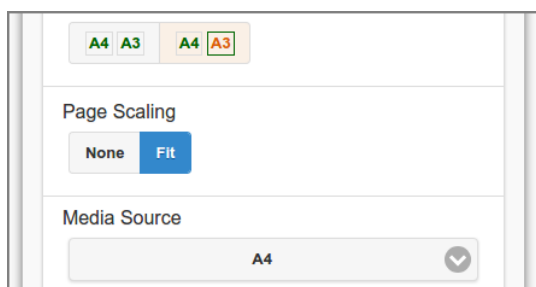 A4 A3 A4 A3
Page Scaling
None Fit
Media Source
A4